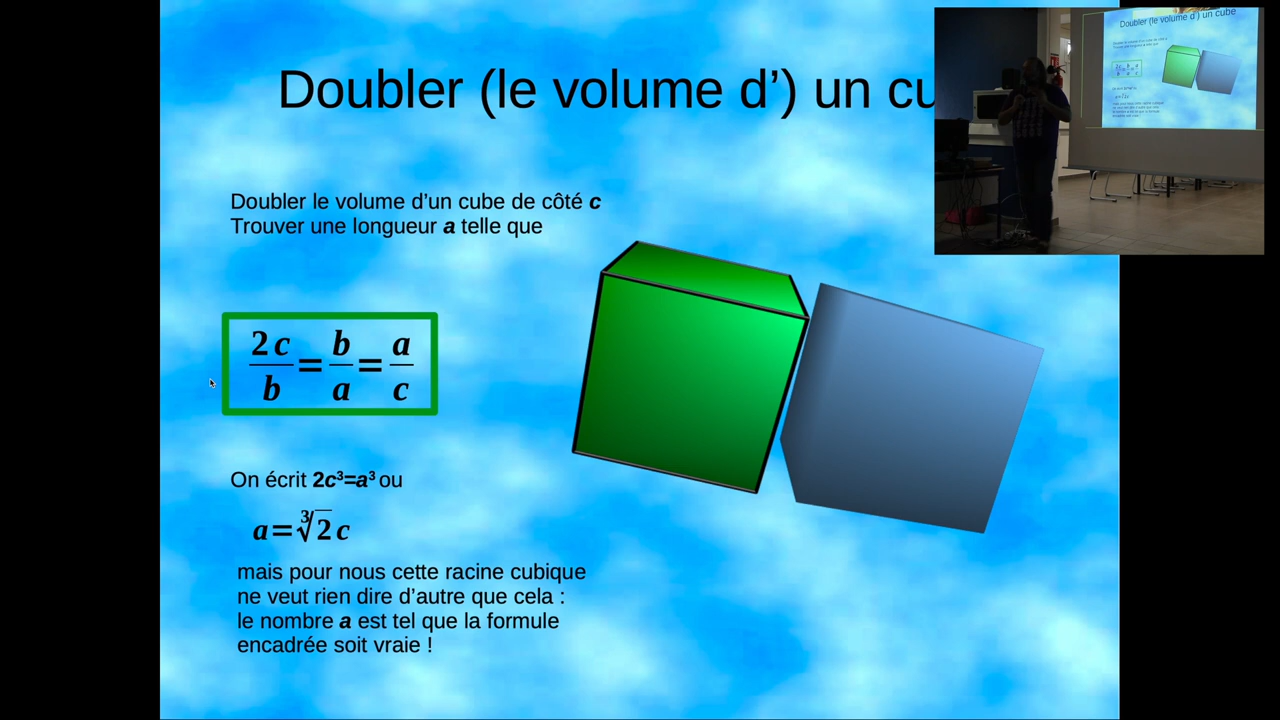 Doubler (le volume d’) un cu
Doubler le volume d’un cube de côté c
Trouver une longueur a telle que
2c/b = b/a = a/c
On écrit 2c³=a³ ou
a=∛2 c
mais pour nous cette racine cubique
ne veut rien dire d’autre que cela :
le nombre a est tel que la formule
encadrée soit vraie !
Doubler (le volume d’) un cube